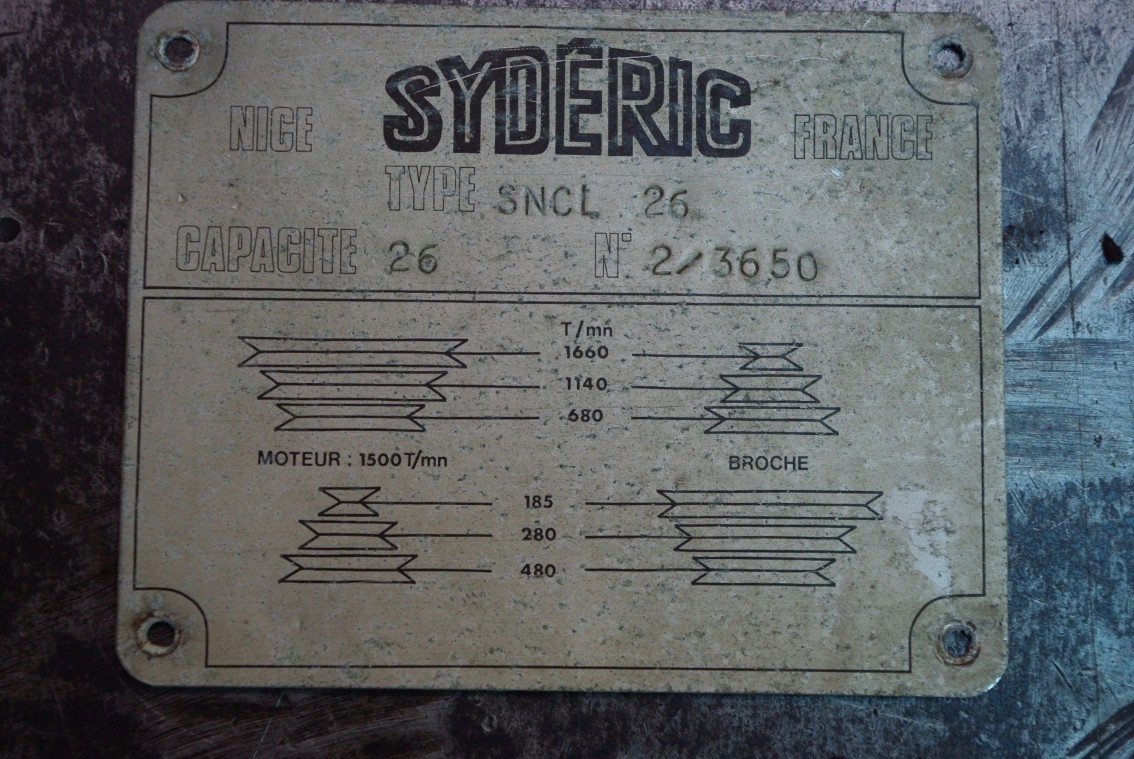 SYDÉRIC
NICE FRANCE
TYPE SNCL 26
CAPACITE 26 N° 2/3650
T/mn
1660
1140
680
MOTEUR : 1500 T/mn BROCHE
185
280
480